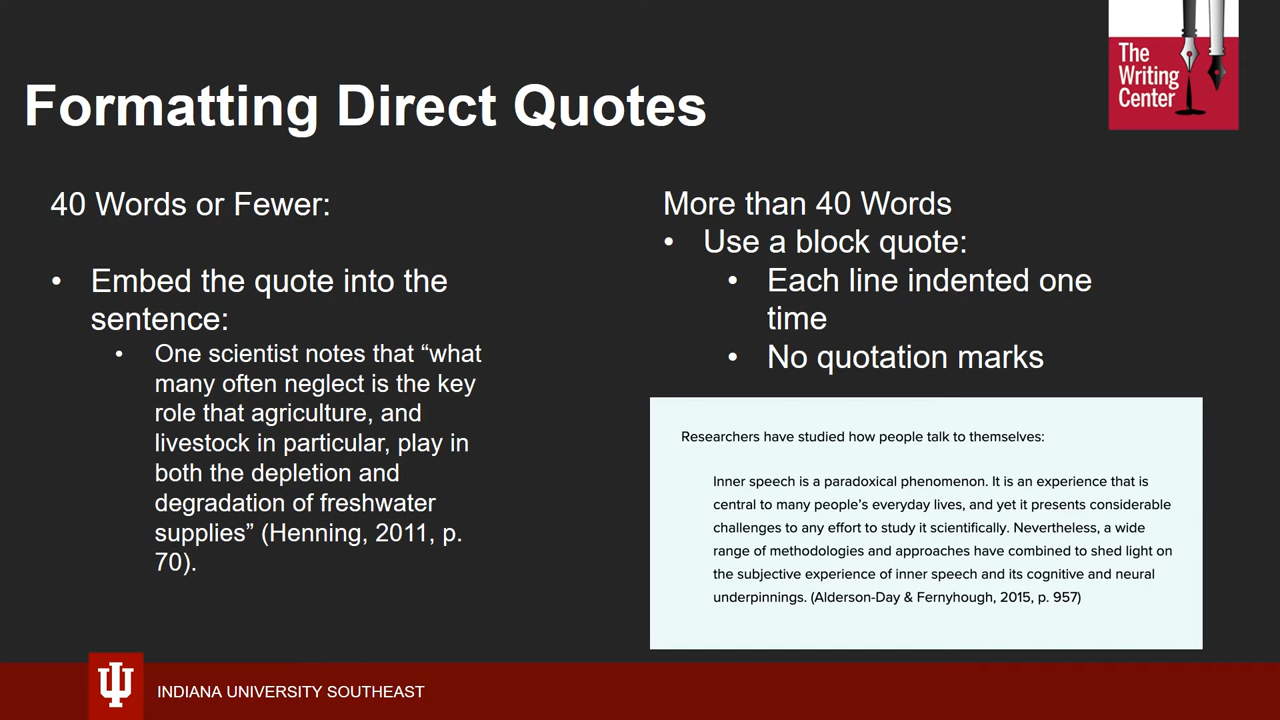 The
Writing
Center
Formatting Direct Quotes
40 Words or Fewer:
• Embed the quote into the
sentence:
• One scientist notes that “what
many often neglect is the key
role that agriculture, and
livestock in particular, play in
both the depletion and
degradation of freshwater
supplies” (Henning, 2011, p.
70).
More than 40 Words
• Use a block quote:
• Each line indented one
time
• No quotation marks
Researchers have studied how people talk to themselves:
Inner speech is a paradoxical phenomenon. It is an experience that is
central to many people’s everyday lives, and yet it presents considerable
challenges to any effort to study it scientifically. Nevertheless, a wide
range of methodologies and approaches have combined to shed light on
the subjective experience of inner speech and its cognitive and neural
underpinnings. (Alderson-Day & Fernyhough, 2015, p. 957)
INDIANA UNIVERSITY SOUTHEAST